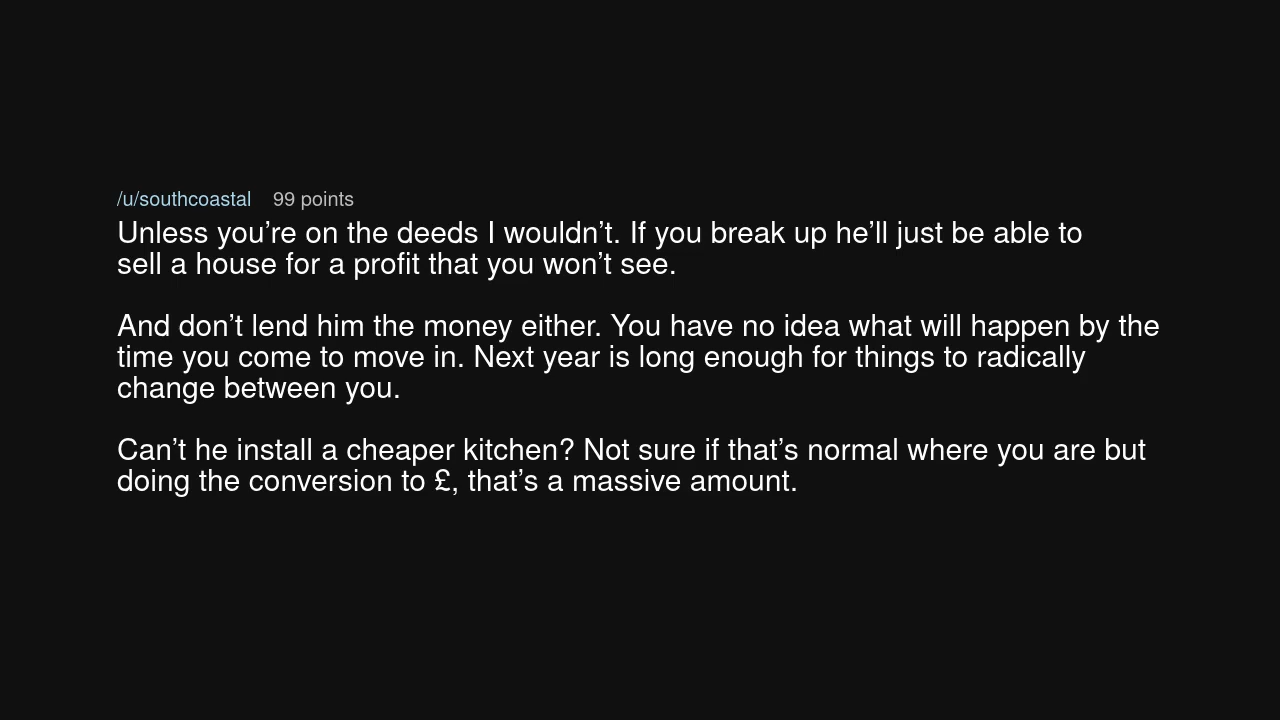 /u/southcoastal 99 points
Unless you’re on the deeds I wouldn’t. If you break up he’ll just be able to
sell a house for a profit that you won’t see.
And don’t lend him the money either. You have no idea what will happen by the
time you come to move in. Next year is long enough for things to radically
change between you.
Can’t he install a cheaper kitchen? Not sure if that’s normal where you are but
doing the conversion to £, that’s a massive amount.